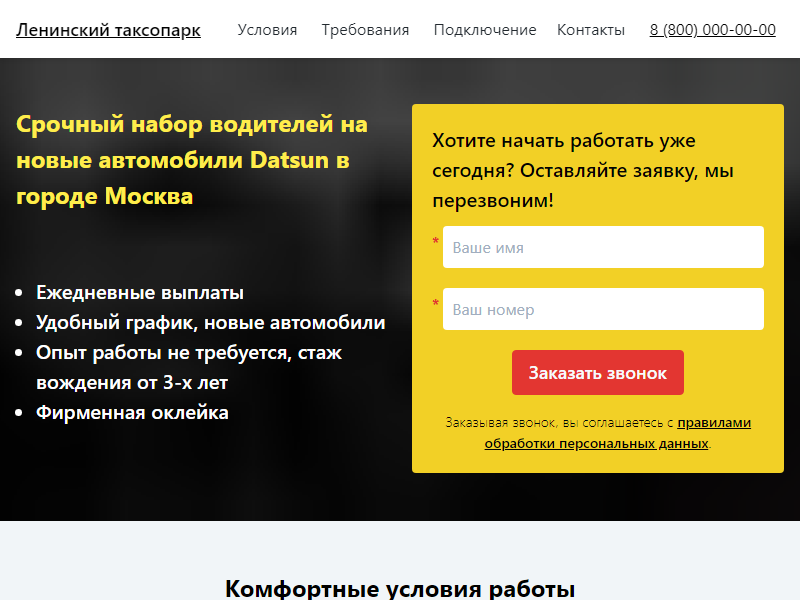 Ленинский таксопарк
Условия
Требования
Подключение
Контакты
8 (800) 000-00-00
Срочный набор водителей на
новые автомобили Datsun в
городе Москва
Ежедневные выплаты
Удобный график, новые автомобили
Опыт работы не требуется, стаж
вождения от 3-х лет
Фирменная оклейка
Хотите начать работать уже
сегодня? Оставляйте заявку, мы
перезвоним!
* Ваше имя
* Ваш номер
Заказать звонок
Заказывая звонок, вы соглашаетесь с правилами
обработки персональных данных.
Комфортные условия работы